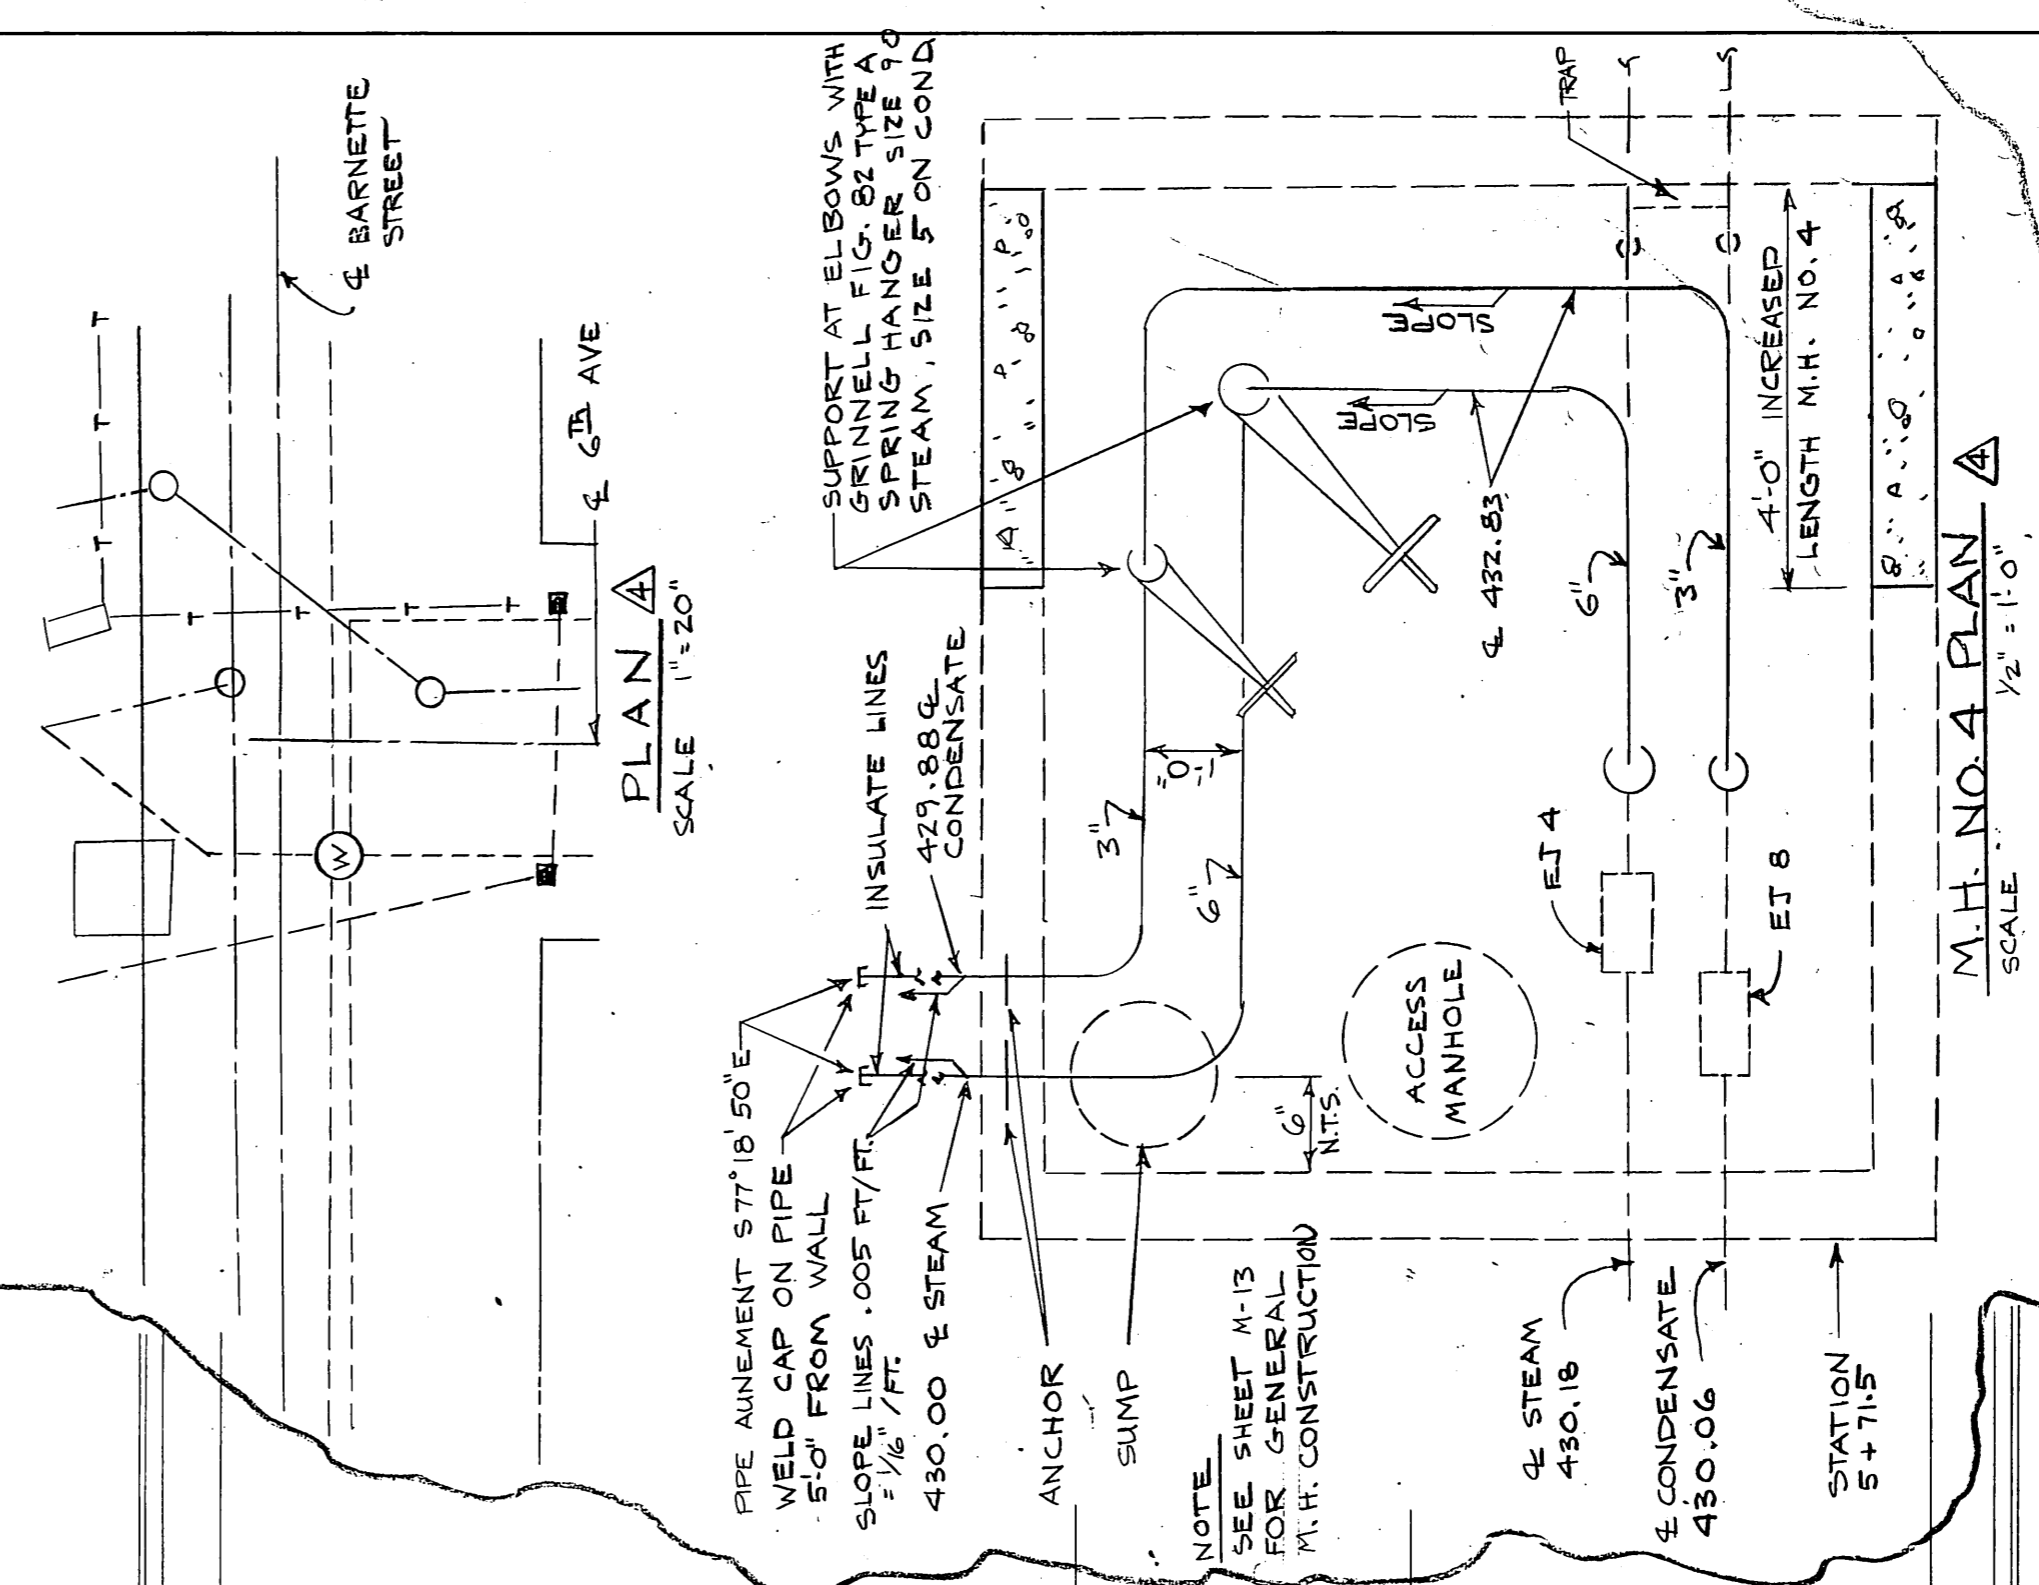 ℄ BARNETTE
STREET
℄ 6TH AVE
T
T
T
T
T
T
T
W
PLAN 4
SCALE 1"=20"
SUPPORT AT ELBOWS WITH
GRINNELL FIG. 82 TYPE A
SPRING HANGER SIZE 90
STEAM, SIZE 5 ON COND
INSULATE LINES
429.88 ℄
CONDENSATE
PIPE ALINEMENT S77°18'50"E
WELD CAP ON PIPE
5'-0" FROM WALL
SLOPE LINES .005 FT/FT.
= 1/16" /FT.
430.00 ℄ STEAM
ANCHOR
SUMP
NOTE
SEE SHEET M-13
FOR GENERAL
M.H. CONSTRUCTION
TRAP
SLOPE
SLOPE
℄ 432.83
3"
6"
1'-0"
6"
3"
6"
N.T.S.
ACCESS
MANHOLE
EJ 4
EJ 8
4'-0" INCREASED
LENGTH M.H. NO. 4
℄ STEAM
430.18
℄ CONDENSATE
430.06
STATION
5+71.5
M.H. NO. 4 PLAN 4
SCALE 1/2"=1'-0"